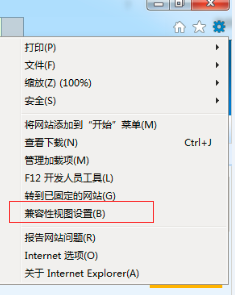 打印(P)
文件(F)
缩放(Z) (100%)
安全(S)
将网站添加到“开始”菜单(M)
查看下载(N) Ctrl+J
管理加载项(M)
F12 开发人员工具(L)
转到已固定的网站(G)
兼容性视图设置(B)
报告网站问题(R)
Internet 选项(O)
关于 Internet Explorer(A)